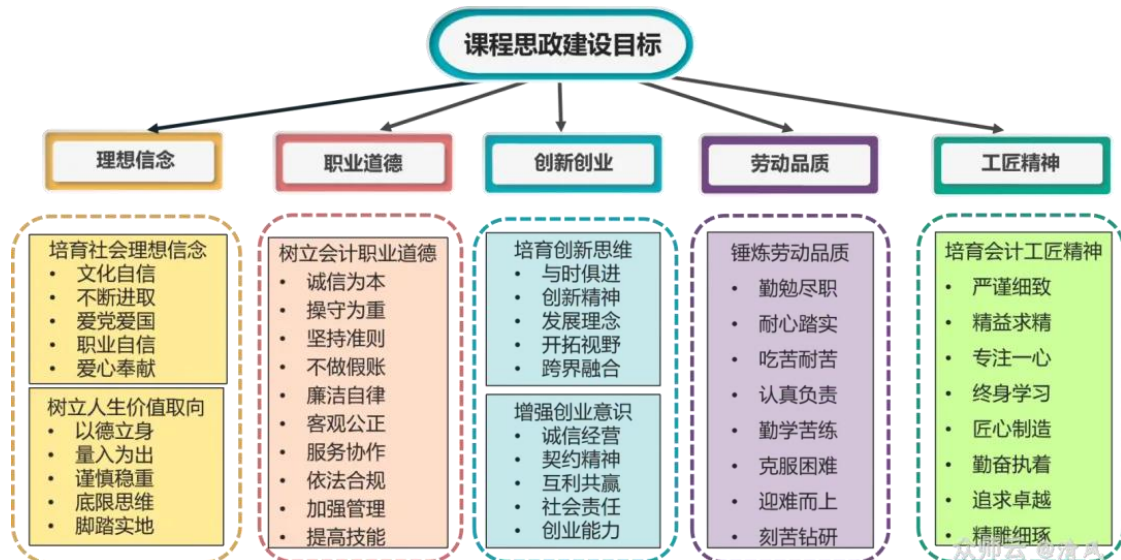 课程思政建设目标
理想信念
职业道德
创新创业
劳动品质
工匠精神
培育社会理想信念
• 文化自信
• 不断进取
• 爱党爱国
• 职业自信
• 爱心奉献
树立人生价值取向
• 以德立身
• 量入为出
• 谨慎稳重
• 底限思维
• 脚踏实地
树立会计职业道德
• 诚信为本
• 操守为重
• 坚持准则
• 不做假账
• 廉洁自律
• 客观公正
• 服务协作
• 依法合规
• 加强管理
• 提高技能
培育创新思维
• 与时俱进
• 创新精神
• 发展理念
• 开拓视野
• 跨界融合
增强创业意识
• 诚信经营
• 契约精神
• 互利共赢
• 社会责任
• 创业能力
锤炼劳动品质
• 勤勉尽职
• 耐心踏实
• 吃苦耐苦
• 认真负责
• 勤学苦练
• 克服困难
• 迎难而上
• 刻苦钻研
培育会计工匠精神
• 严谨细致
• 精益求精
• 专注一心
• 终身学习
• 匠心制造
• 勤奋执着
• 追求卓越
• 精雕细琢